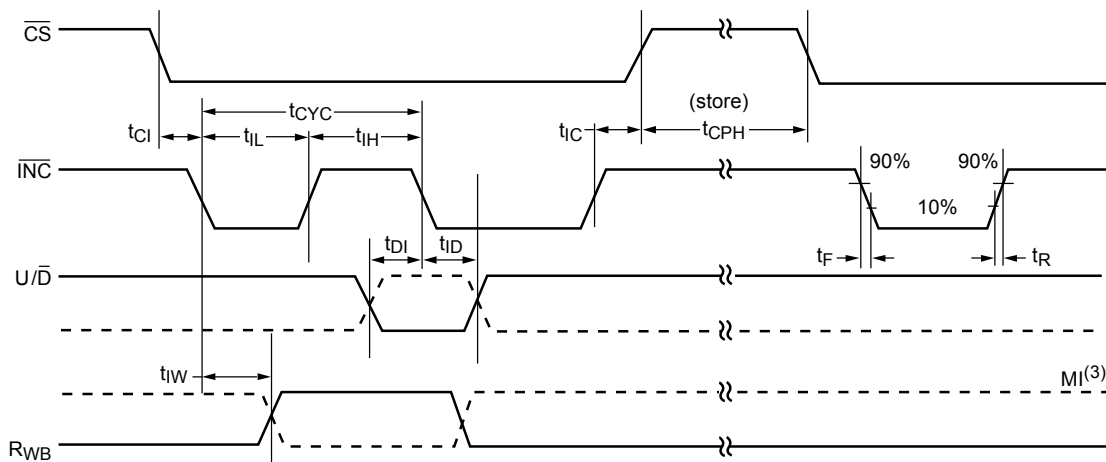 CS
(store)
tCYC
tCI
tIL
tIH
tIC
tCPH
INC
90%
90%
10%
tDI
tID
tF
tR
U/D
tIW
MI(3)
RWB